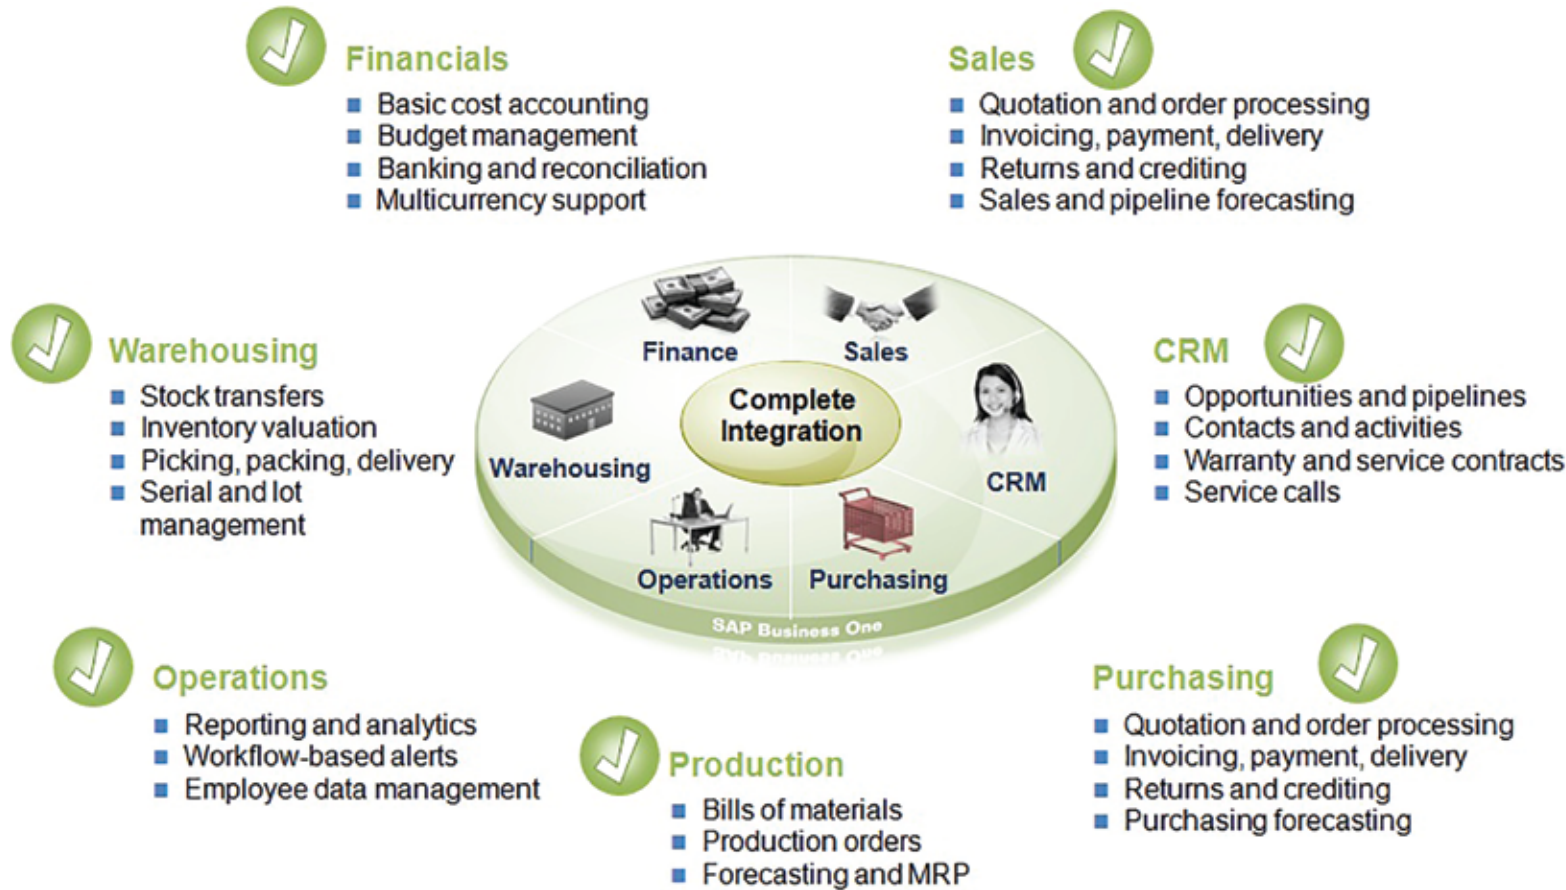 Financials
Basic cost accounting
Budget management
Banking and reconciliation
Multicurrency support
Sales
Quotation and order processing
Invoicing, payment, delivery
Returns and crediting
Sales and pipeline forecasting
Warehousing
Stock transfers
Inventory valuation
Picking, packing, delivery
Serial and lot
management
Finance
Sales
Warehousing
Complete
Integration
CRM
Operations
Purchasing
SAP Business One
CRM
Opportunities and pipelines
Contacts and activities
Warranty and service contracts
Service calls
Operations
Reporting and analytics
Workflow-based alerts
Employee data management
Production
Bills of materials
Production orders
Forecasting and MRP
Purchasing
Quotation and order processing
Invoicing, payment, delivery
Returns and crediting
Purchasing forecasting